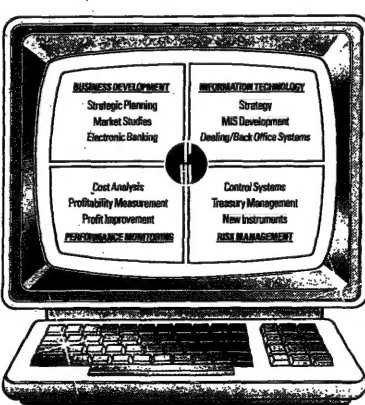 BUSINESS DEVELOPMENT
Strategic Planning
Market Studies
Electronic Banking
INFORMATION TECHNOLOGY
Strategy
MIS Development
Dealing/Back Office Systems
H
Cost Analysis
Profitability Measurement
Profit Improvement
PERFORMANCE MONITORING
Control Systems
Treasury Management
New Instruments
RISK MANAGEMENT